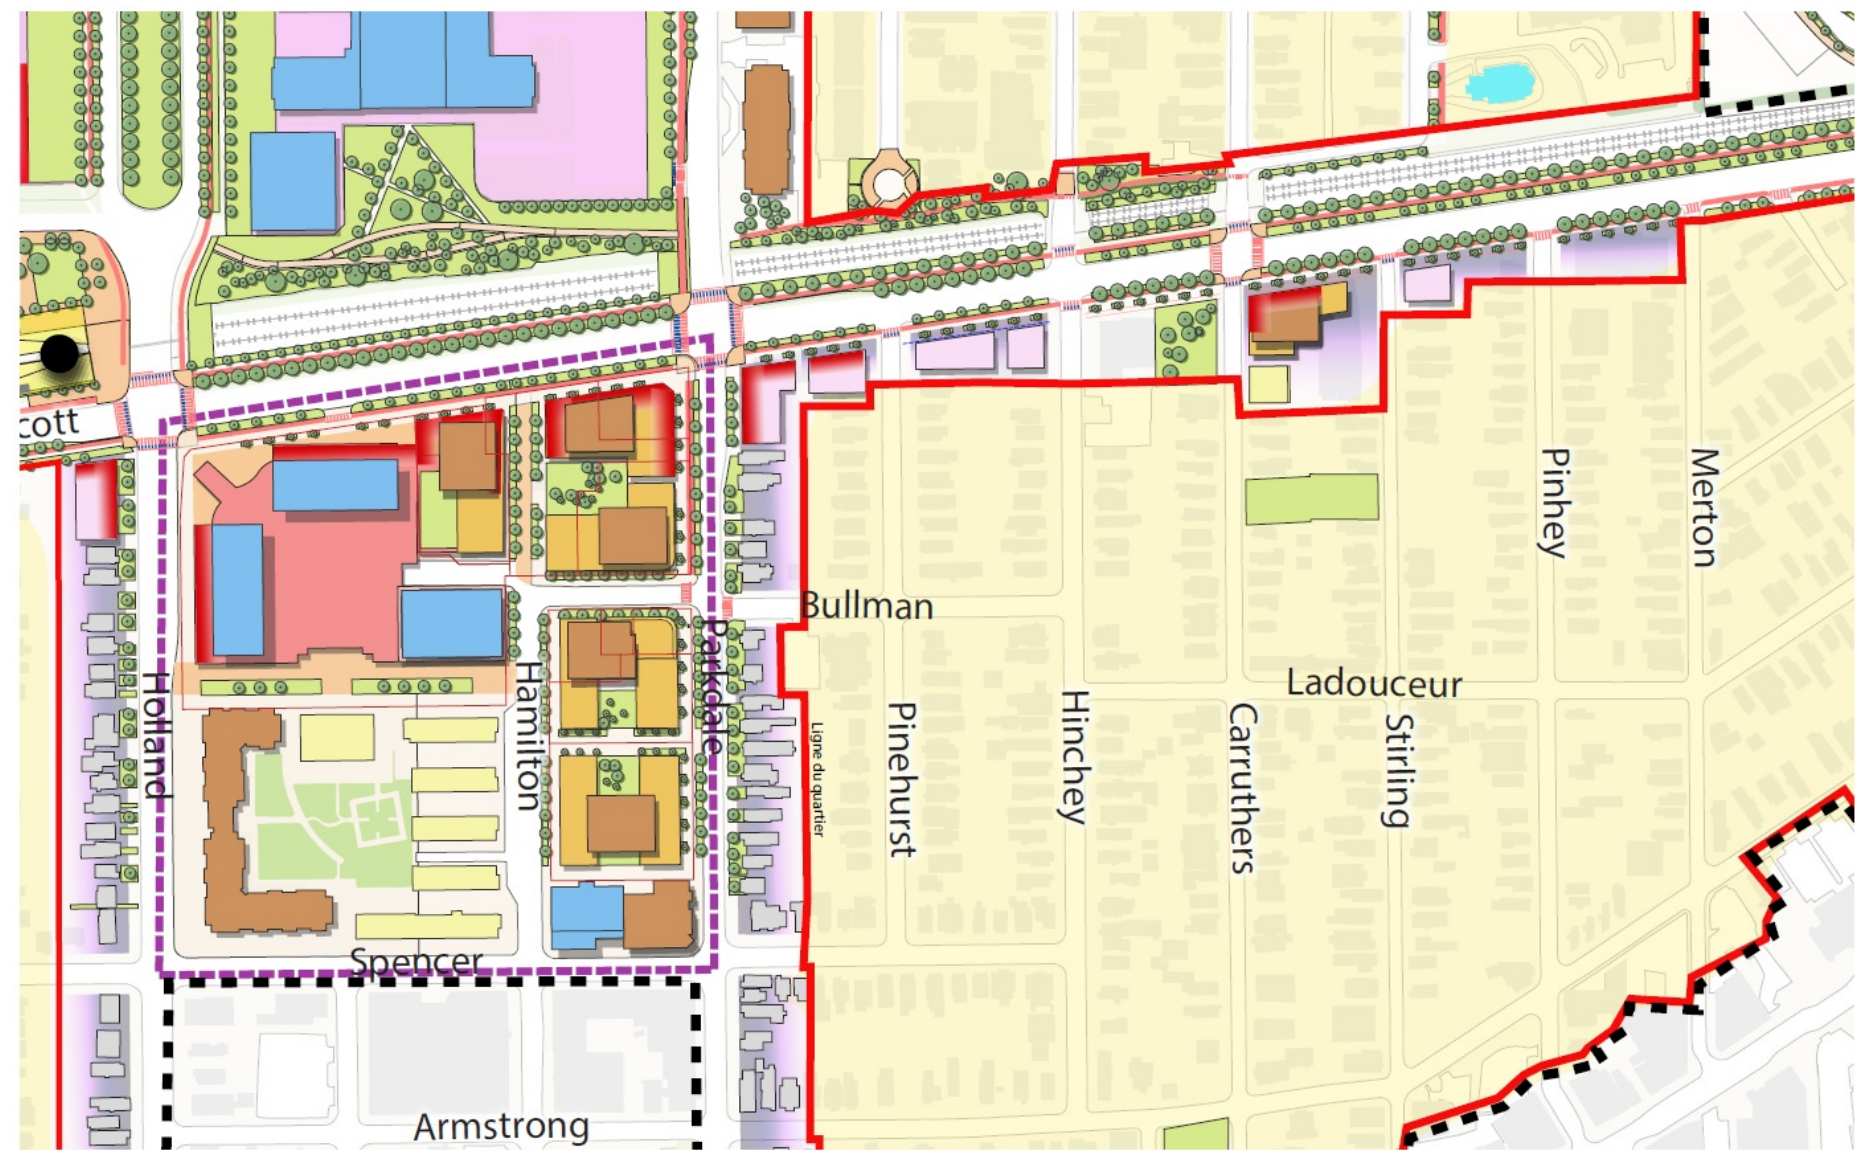 cott
Pinhey
Merton
Bullman
Parkdale
Hamilton
Holland
Ladouceur
Ligne du quartier
Pinehurst
Hinchey
Carruthers
Stirling
Spencer
Armstrong